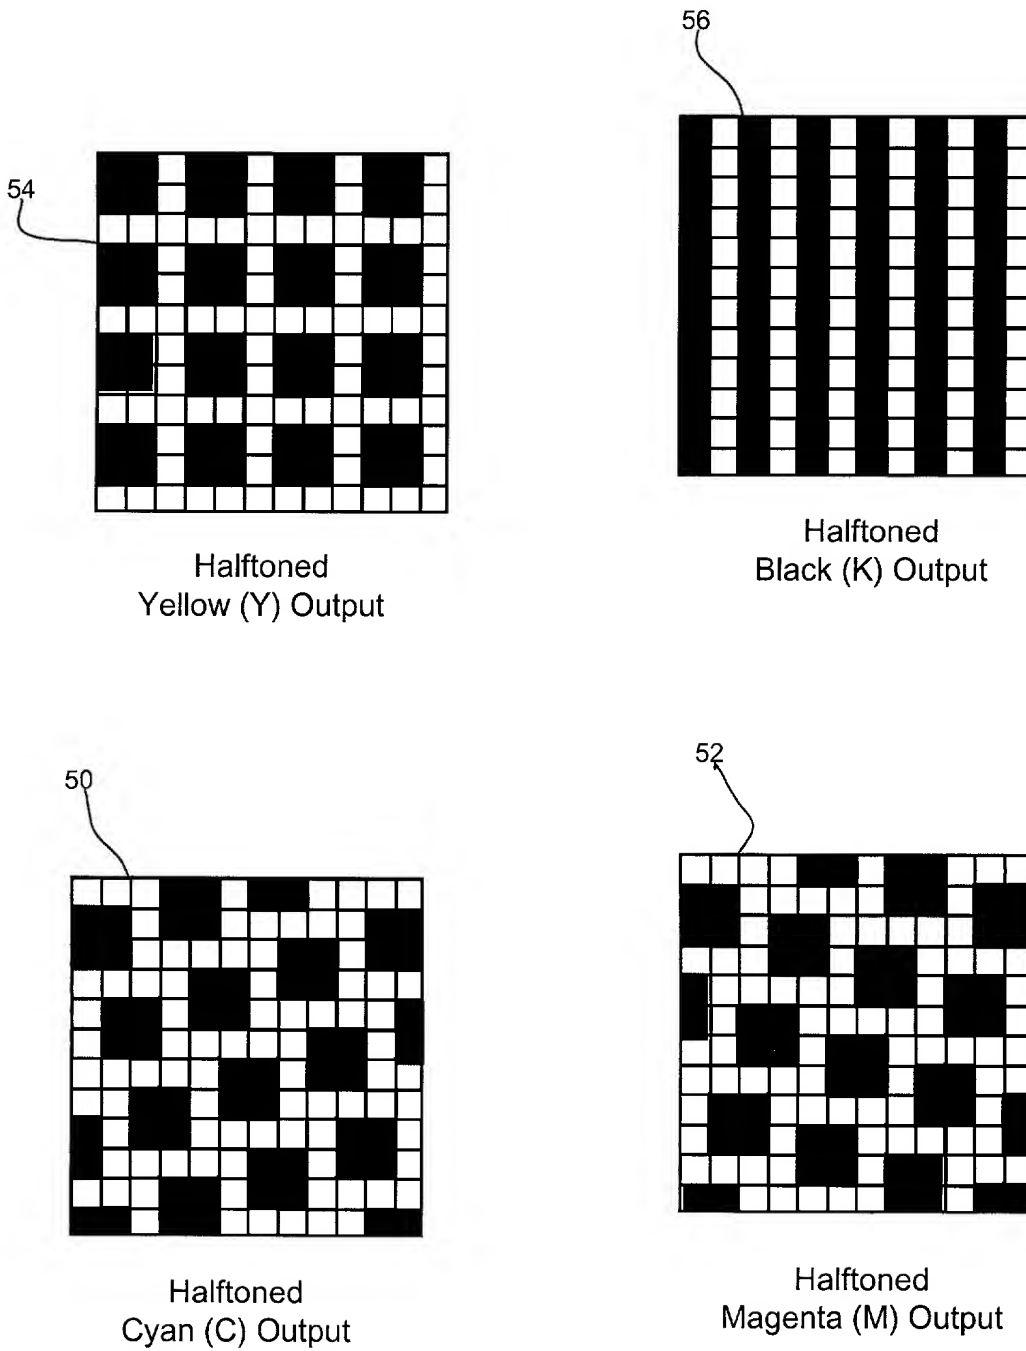 56
54
Halftoned
Yellow (Y) Output
Halftoned
Black (K) Output
50
52
Halftoned
Cyan (C) Output
Halftoned
Magenta (M) Output